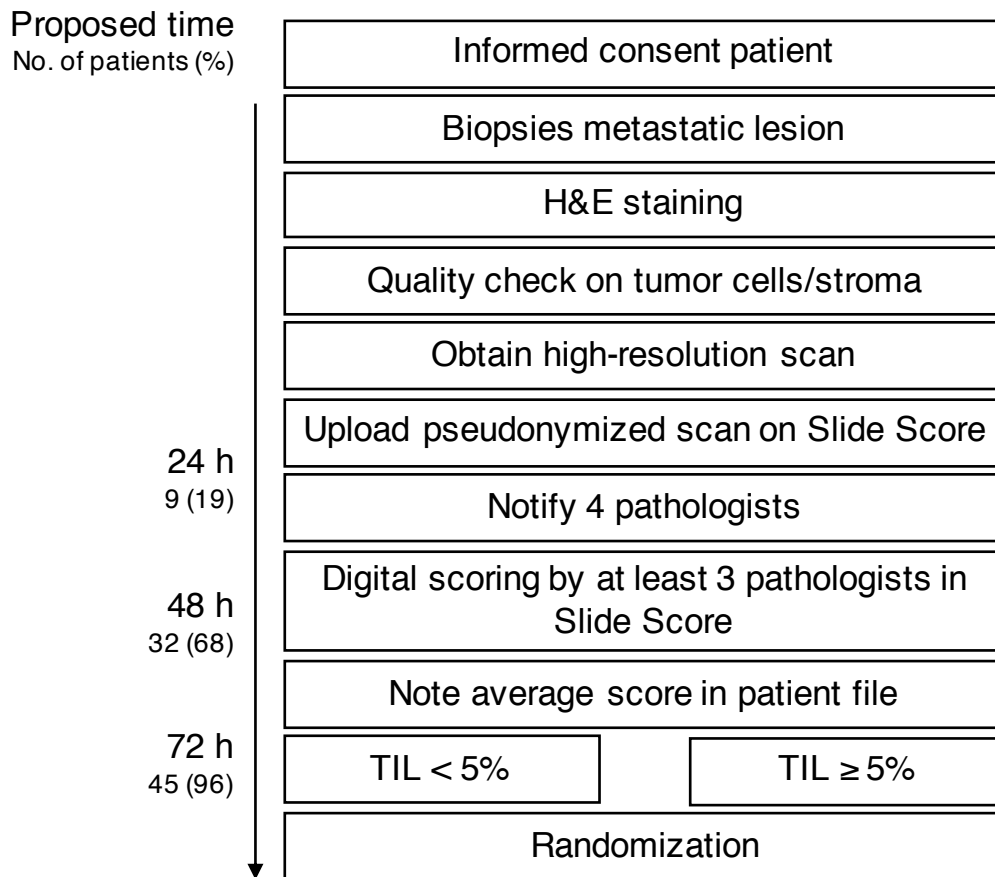 Proposed time
No. of patients (%)
Informed consent patient
Biopsies metastatic lesion
H&E staining
Quality check on tumor cells/stroma
Obtain high-resolution scan
Upload pseudonymized scan on Slide Score
24 h
9 (19)
Notify 4 pathologists
Digital scoring by at least 3 pathologists in
Slide Score
48 h
32 (68)
Note average score in patient file
72 h
45 (96)
TIL < 5%
TIL ≥ 5%
Randomization